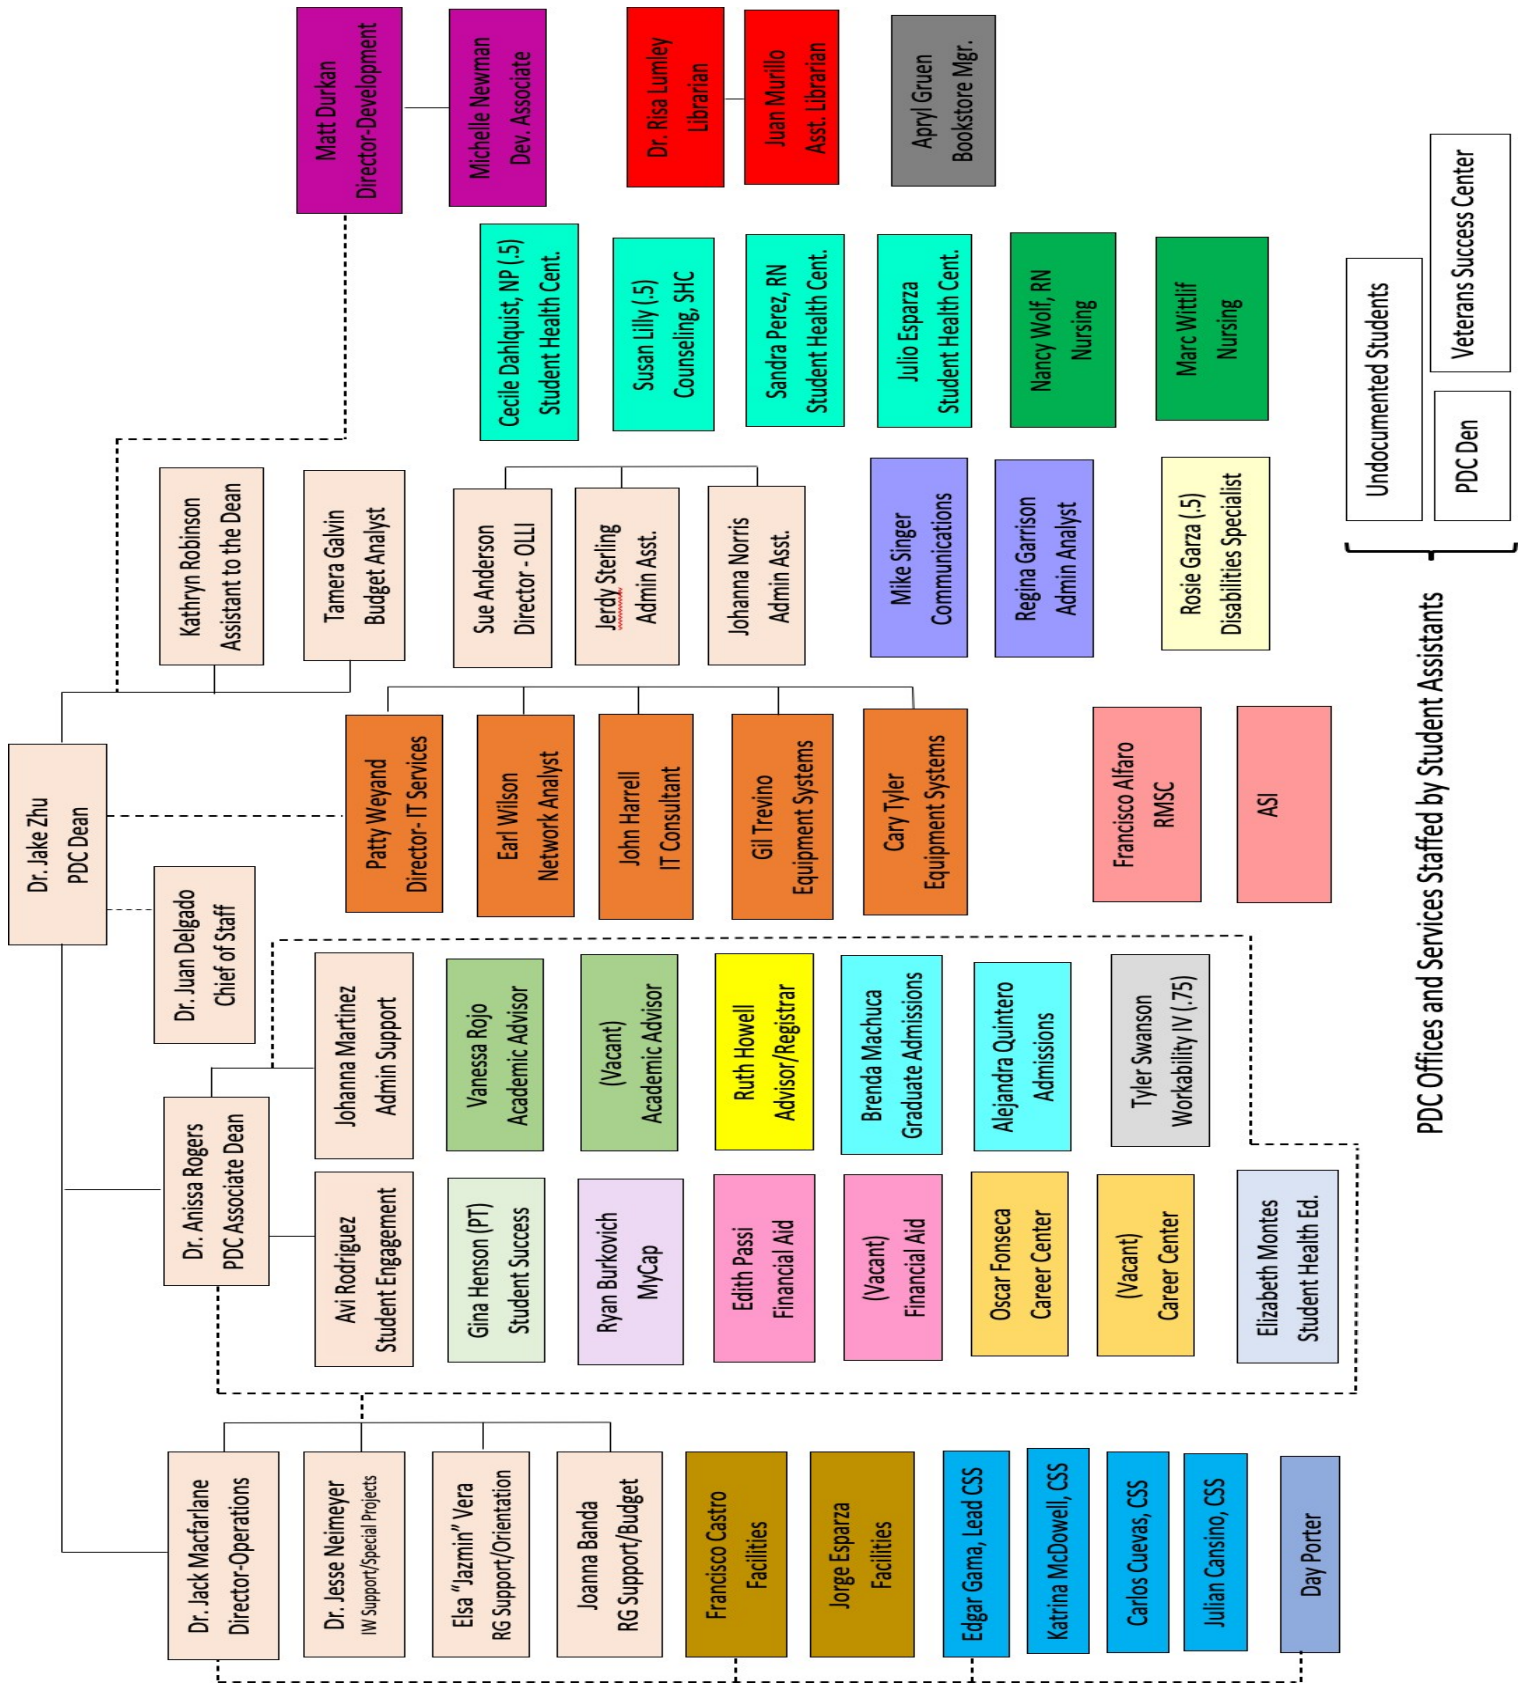 Dr. Jake Zhu
PDC Dean
Dr. Juan Delgado
Chief of Staff
Dr. Jack Macfarlane
Director-Operations
Dr. Jesse Neimeyer
IW Support/Special Projects
Elsa “Jazmin” Vera
RG Support/Orientation
Joanna Banda
RG Support/Budget
Francisco Castro
Facilities
Jorge Esparza
Facilities
Edgar Gama, Lead CSS
Katrina McDowell, CSS
Carlos Cuevas, CSS
Julian Cansino, CSS
Day Porter
Dr. Anissa Rogers
PDC Associate Dean
Avi Rodriguez
Student Engagement
Gina Henson (PT)
Student Success
Ryan Burkovich
MyCap
Edith Passi
Financial Aid
(Vacant)
Financial Aid
Oscar Fonseca
Career Center
(Vacant)
Career Center
Elizabeth Montes
Student Health Ed.
Johanna Martinez
Admin Support
Vanessa Rojo
Academic Advisor
(Vacant)
Academic Advisor
Ruth Howell
Advisor/Registrar
Brenda Machuca
Graduate Admissions
Alejandra Quintero
Admissions
Tyler Swanson
Workability IV (.75)
Patty Weyand
Director- IT Services
Earl Wilson
Network Analyst
John Harrell
IT Consultant
Gil Trevino
Equipment Systems
Cary Tyler
Equipment Systems
Francisco Alfaro
RMSC
ASI
Kathryn Robinson
Assistant to the Dean
Tamera Galvin
Budget Analyst
Sue Anderson
Director - OLLI
Jerdy Sterling
Admin Asst.
Johanna Norris
Admin Asst.
Mike Singer
Communications
Regina Garrison
Admin Analyst
Rosie Garza (.5)
Disabilities Specialist
Cecile Dahlquist, NP (.5)
Student Health Cent.
Susan Lilly (.5)
Counseling, SHC
Sandra Perez, RN
Student Health Cent.
Julio Esparza
Student Health Cent.
Nancy Wolf, RN
Nursing
Marc Wittlif
Nursing
Matt Durkan
Director-Development
Michelle Newman
Dev. Associate
Dr. Risa Lumley
Librarian
Juan Murillo
Asst. Librarian
Apryl Gruen
Bookstore Mgr.
PDC Offices and Services Staffed by Student Assistants
Undocumented Students
PDC Den
Veterans Success Center